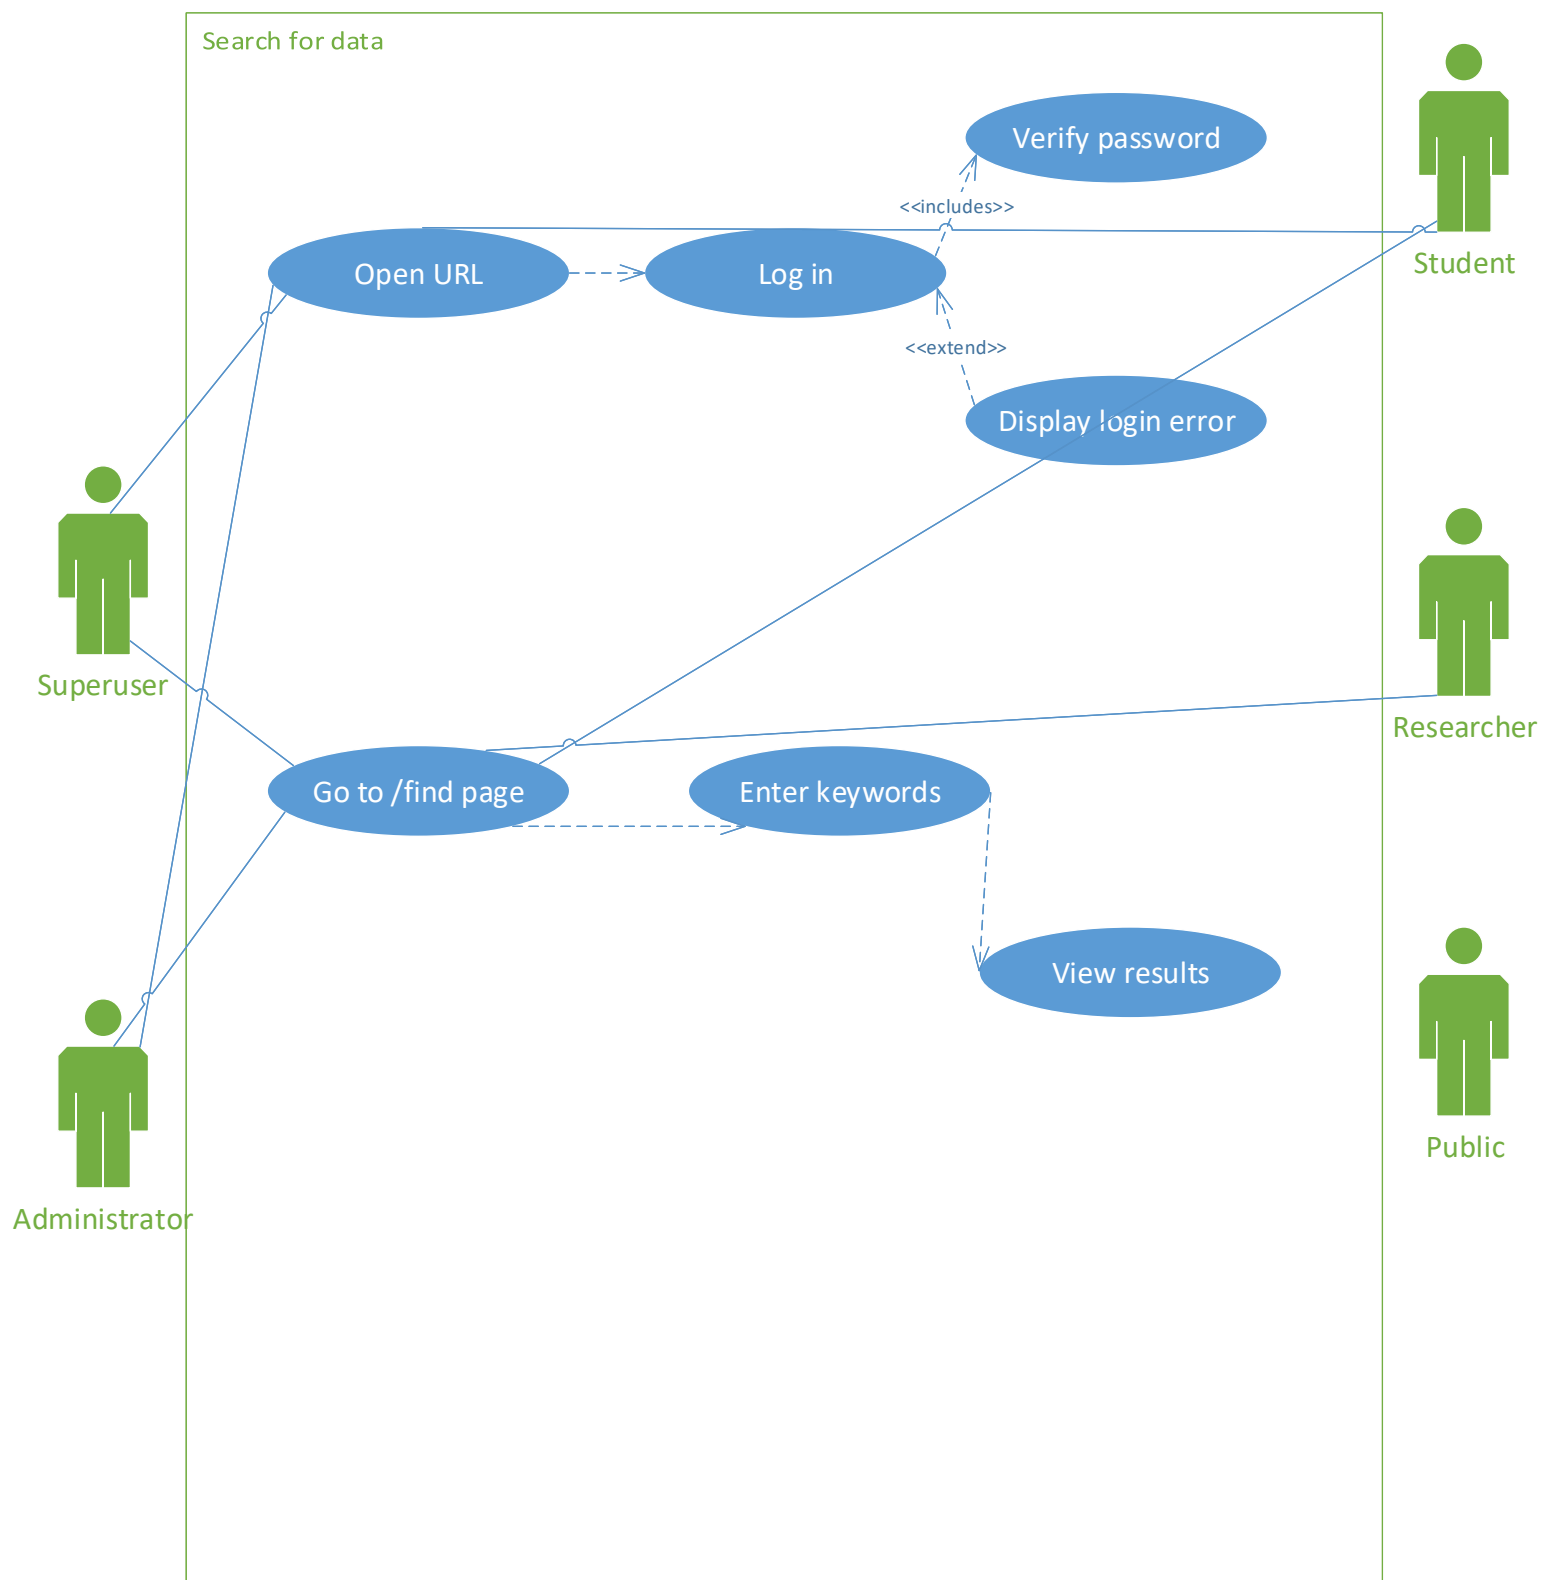 Search for data
Verify password
<<includes>>
Student
Open URL
Log in
<<extend>>
Display login error
Superuser
Researcher
Go to /find page
Enter keywords
View results
Public
Administrator